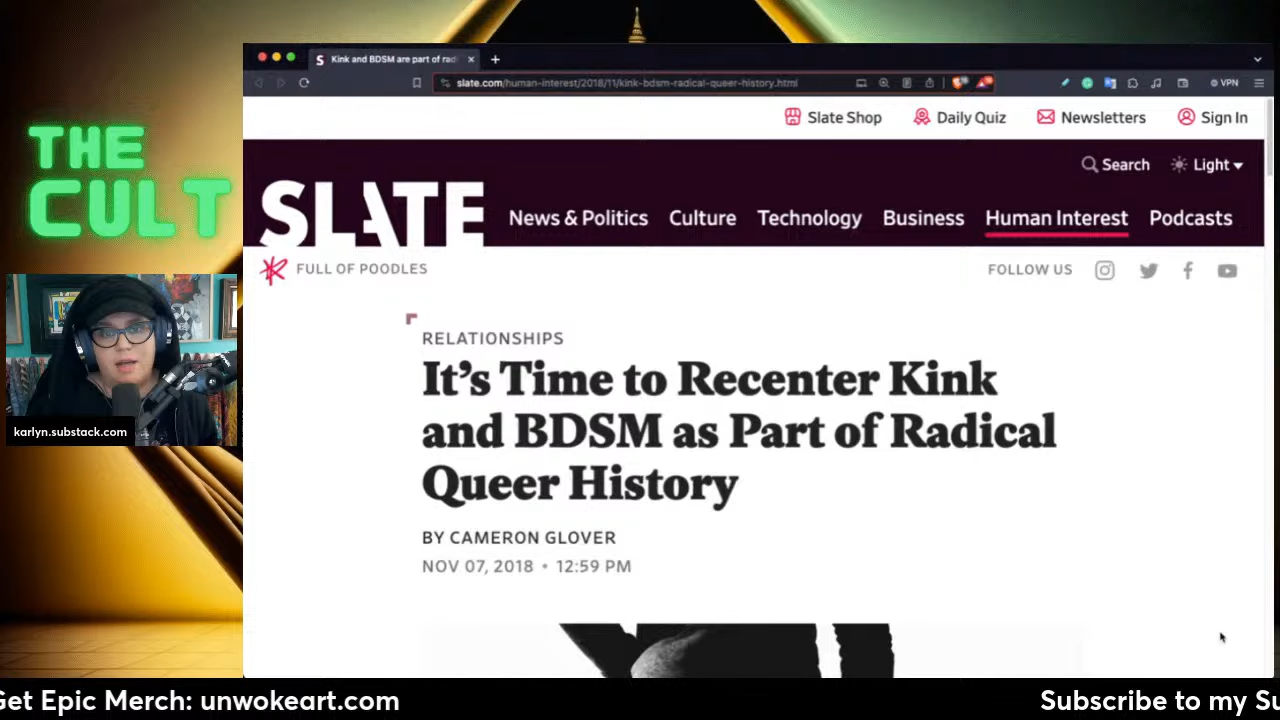 Kink and BDSM are part of rad
slate.com/human-interest/2018/11/kink-bdsm-radical-queer-history.html
VPN
Slate Shop
Daily Quiz
Newsletters
Sign In
Search
Light
SLATE
News & Politics
Culture
Technology
Business
Human Interest
Podcasts
FULL OF POODLES
FOLLOW US
THE
CULT
karlyn.substack.com
RELATIONSHIPS
It’s Time to Recenter Kink
and BDSM as Part of Radical
Queer History
BY CAMERON GLOVER
NOV 07, 2018 • 12:59 PM
Get Epic Merch: unwokeart.com
Subscribe to my Su